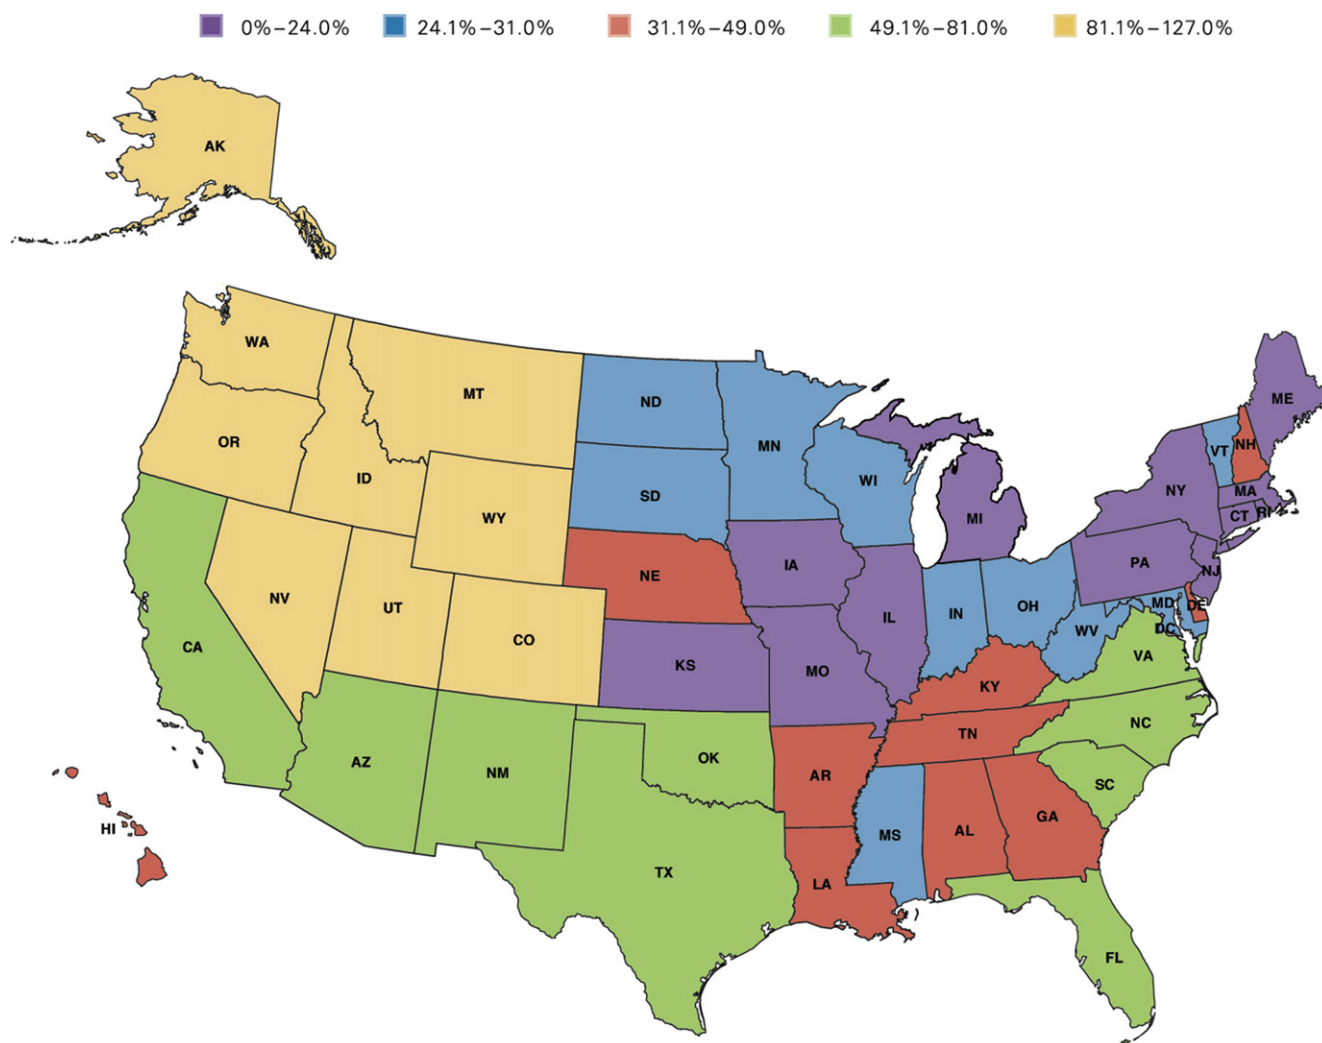 0%–24.0% 24.1%–31.0% 31.1%–49.0% 49.1%–81.0% 81.1%–127.0%
AK
WA
MT
ND
ME
OR
MN
NH
VT
ID
WI
SD
NY
MA
WY
CT
RI
MI
PA
IA
NJ
NE
NV
UT
OH
MD
DE
IN
IL
DC
WV
CO
CA
VA
KS
MO
KY
NC
TN
OK
AZ
NM
AR
SC
GA
HI
MS
AL
TX
LA
FL